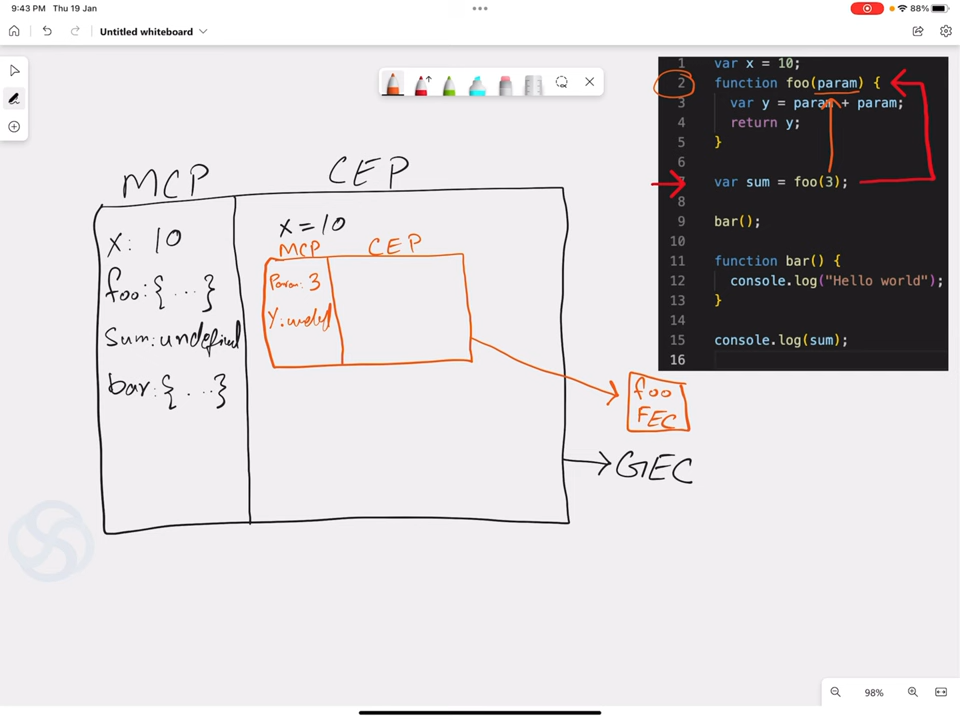 9:43 PM Thu 19 Jan
88%
Untitled whiteboard
MCP
CEP
x: 10
foo:{ ... }
Sum:undefined
bar:{ ... }
x=10
MCP
CEP
Param: 3
Y:undef
foo
FEC
GEC
1 var x = 10;
2 function foo(param) {
3 var y = param + param;
4 return y;
5 }
6
7 var sum = foo(3);
8
9 bar();
10
11 function bar() {
12 console.log("Hello world");
13 }
14
15 console.log(sum);
16
98%